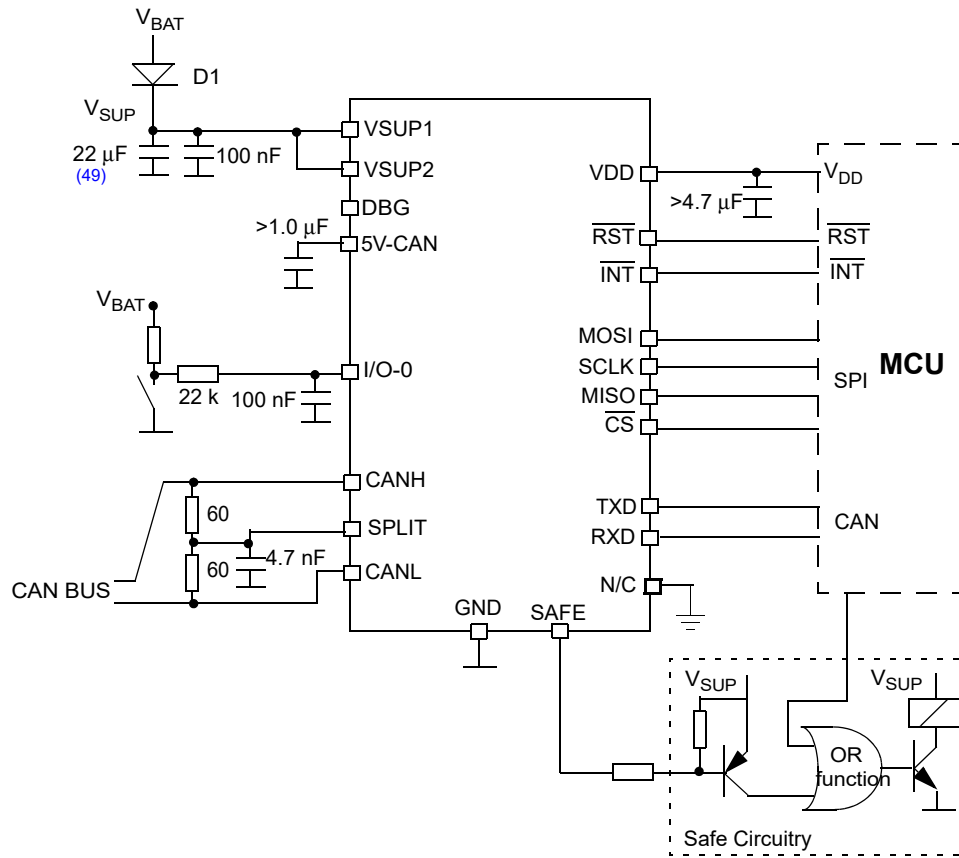 VBAT
D1
VSUP
22 μF
(49)
100 nF
VSUP1
VSUP2
DBG
>1.0 μF
5V-CAN
VBAT
I/O-0
22 k
100 nF
CANH
60
SPLIT
60
4.7 nF
CANL
CAN BUS
GND
SAFE
VDD
>4.7 μF
VDD
RST
RST
INT
INT
MOSI
SCLK
MISO
CS
SPI
MCU
TXD
RXD
CAN
N/C
VSUP
VSUP
OR
function
Safe Circuitry